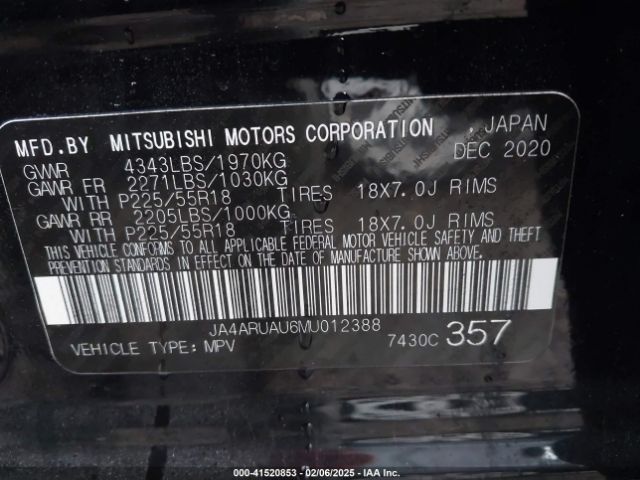 MFD.BY MITSUBISHI MOTORS CORPORATION , JAPAN
GVWR 4343LBS/1970KG DEC 2020
GAWR FR 2271LBS/1030KG
WITH P225/55R18 TIRES 18X7.0J RIMS
GAWR RR 2205LBS/1000KG
WITH P225/55R18 TIRES 18X7.0J RIMS
THIS VEHICLE CONFORMS TO ALL APPLICABLE FEDERAL MOTOR VEHICLE SAFETY AND THEFT
PREVENTION STANDARDS IN EFFECT ON THE DATE OF MANUFACTURE SHOWN ABOVE.
JA4ARUAU6MU012388
VEHICLE TYPE: MPV 7430C 357
000-41520853 - 02/06/2025 - IAA Inc.